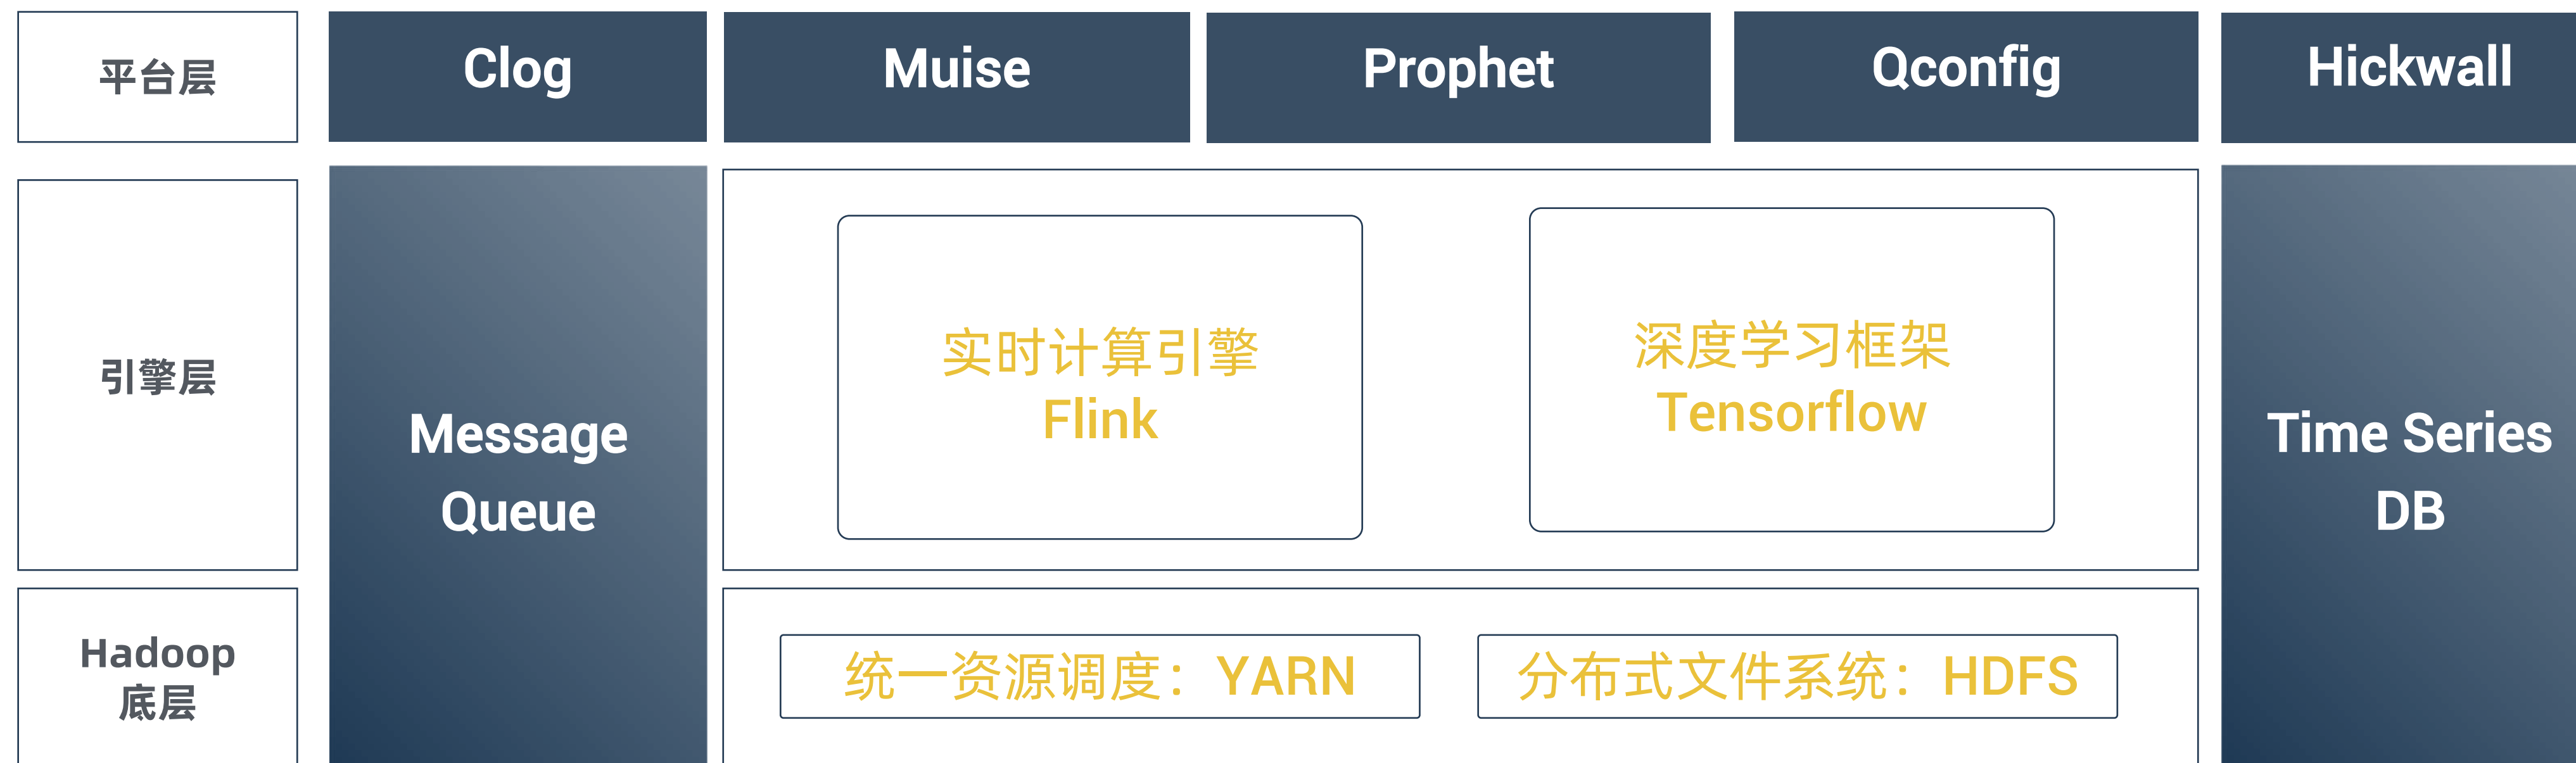 平台层
Clog
Muise
Prophet
Qconfig
Hickwall
引擎层
Message
Queue
实时计算引擎
Flink
深度学习框架
Tensorflow
Time Series
DB
Hadoop
底层
统一资源调度：YARN
分布式文件系统：HDFS